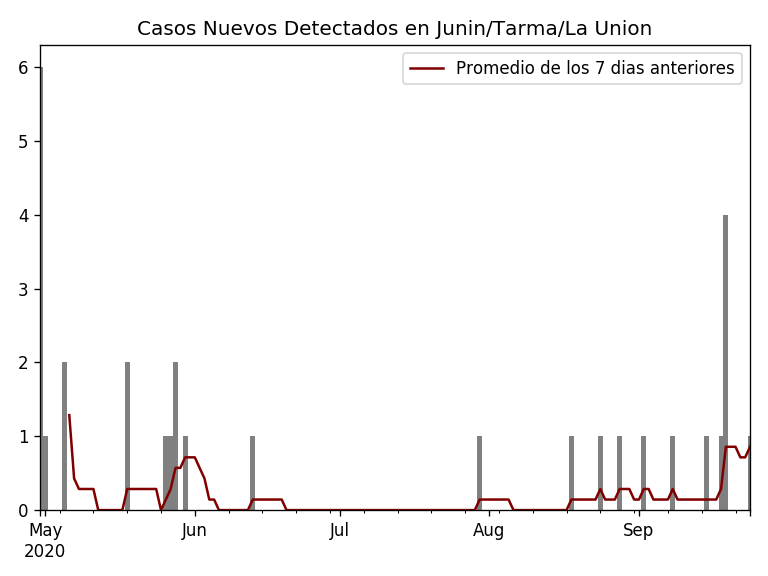 Casos Nuevos Detectados en Junin/Tarma/La Union
Promedio de los 7 dias anteriores
6
5
4
3
2
1
0
May Jun Jul Aug Sep
2020